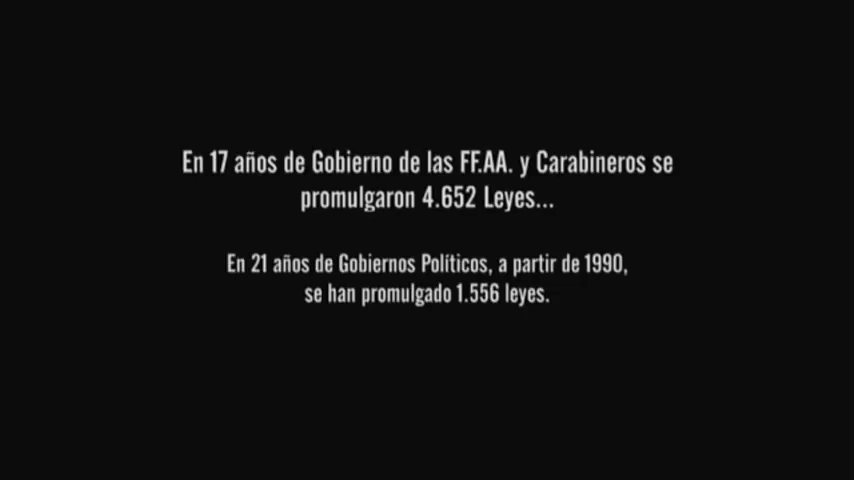 En 17 años de Gobierno de las FF.AA. y Carabineros se
promulgaron 4.652 Leyes...
En 21 años de Gobiernos Políticos, a partir de 1990,
se han promulgado 1.556 leyes.